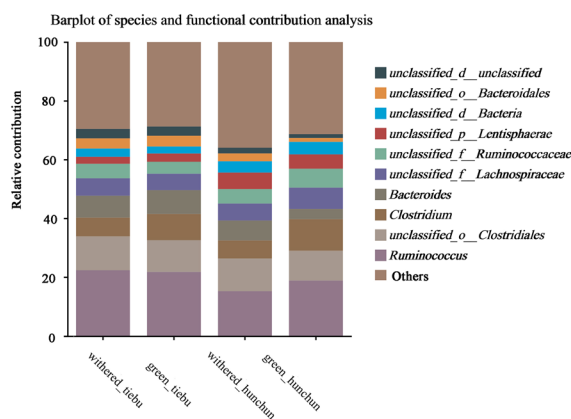 Barplot of species and functional contribution analysis
100
80
60
40
20
0
Relative contribution
withered_tiebu
green_tiebu
withered_hunchun
green_hunchun
unclassified_d__unclassified
unclassified_o__Bacteroidales
unclassified_d__Bacteria
unclassified_p__Lentisphaerae
unclassified_f__Ruminococcaceae
unclassified_f__Lachnospiraceae
Bacteroides
Clostridium
unclassified_o__Clostridiales
Ruminococcus
Others